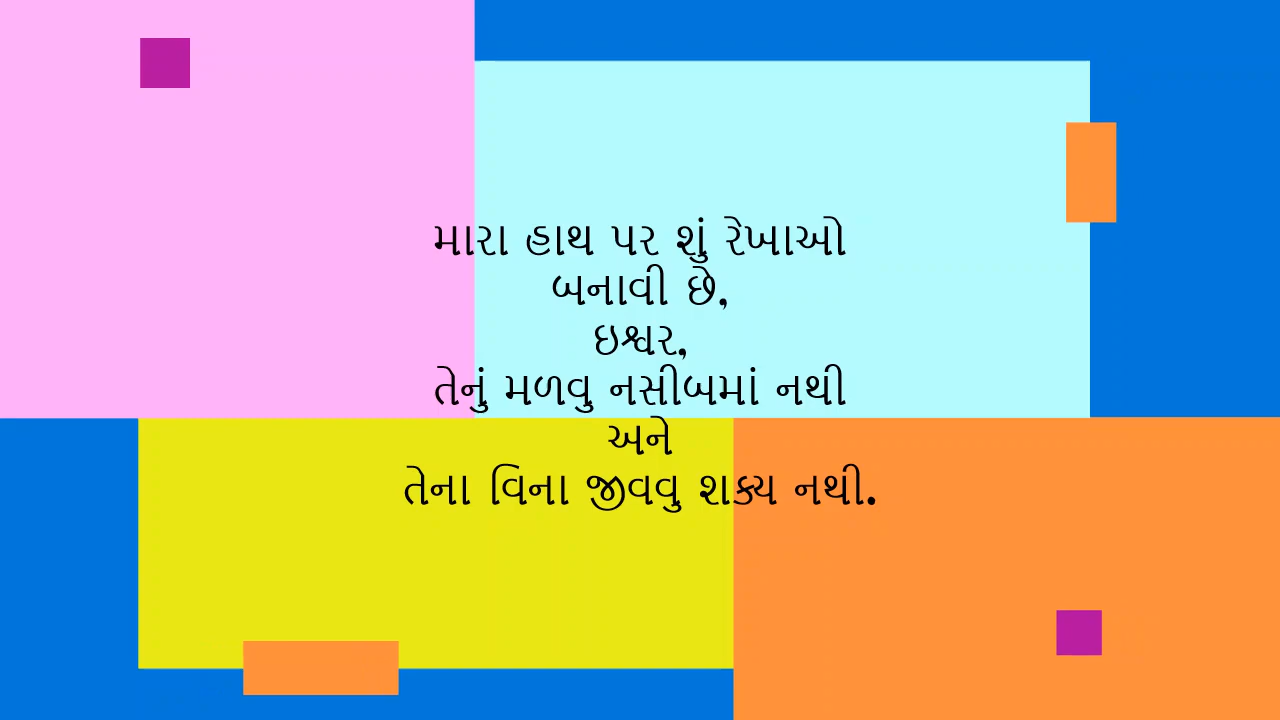 મારા હાથ પર શું રેખાઓ
બનાવી છે,
ઇશ્વર,
તેનું મળવુ નસીબમાં નથી
અને
તેના વિના જીવવુ શક્ય નથી.